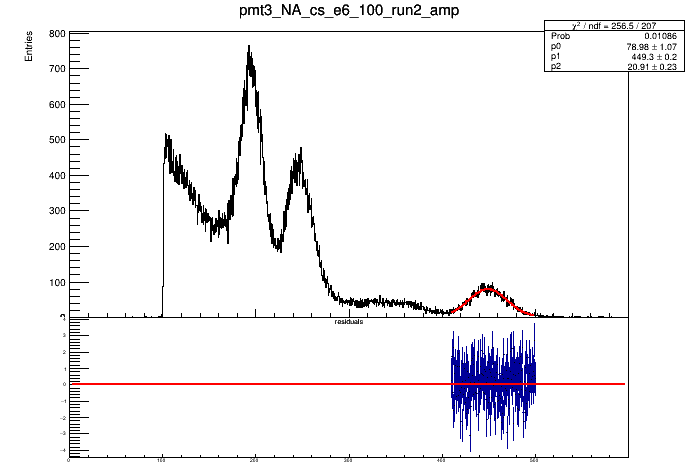 pmt3_NA_cs_e6_100_run2_amp
χ² / ndf = 256.5 / 207
Prob 0.01086
p0 78.98 ± 1.07
p1 449.3 ± 0.2
p2 20.91 ± 0.23
Entries
800
700
600
500
400
300
200
100
residuals
4
3
2
1
0
-1
-2
-3
-4
0 100 200 300 400 500